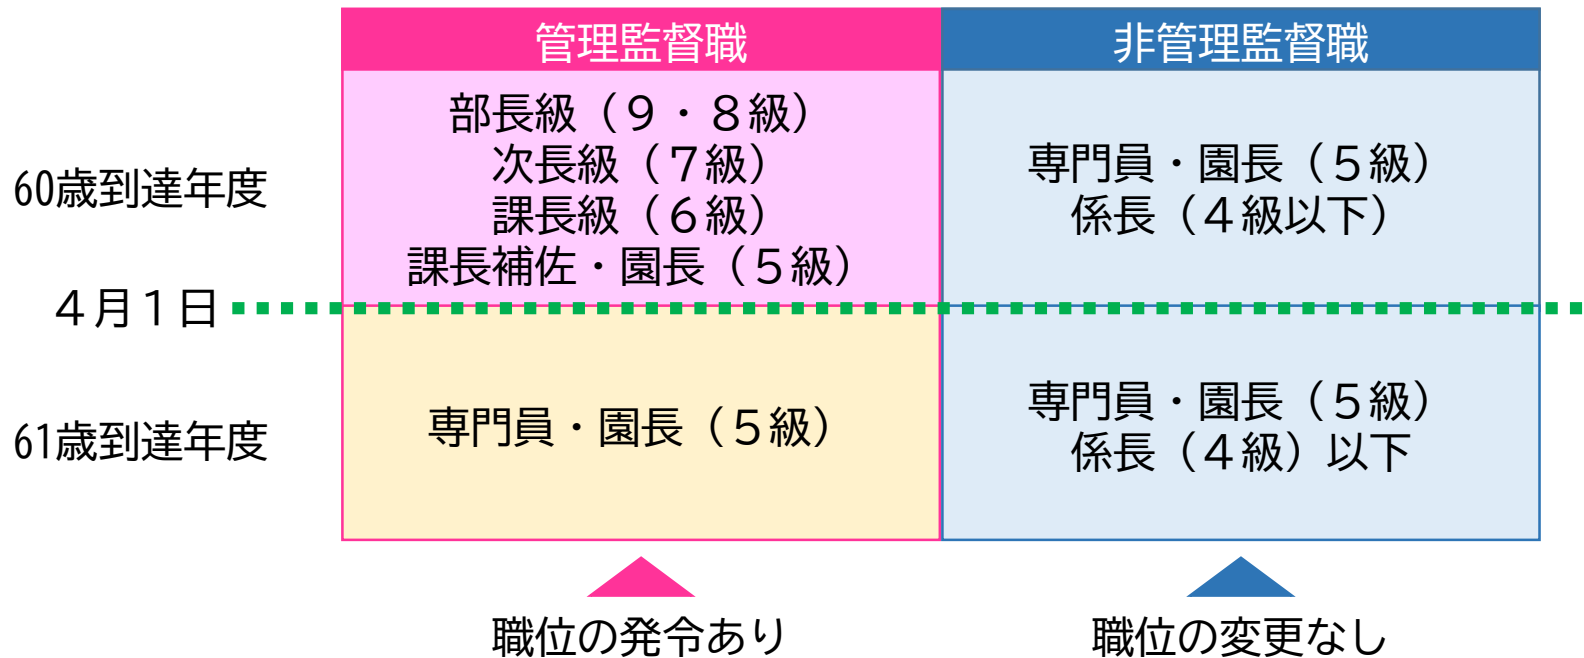 管理監督職
非管理監督職
60歳到達年度
部長級（９・８級）
次長級（７級）
課長級（６級）
課長補佐・園長（５級）
専門員・園長（５級）
係長（４級以下）
４月１日
61歳到達年度
専門員・園長（５級）
専門員・園長（５級）
係長（４級）以下
職位の発令あり
職位の変更なし